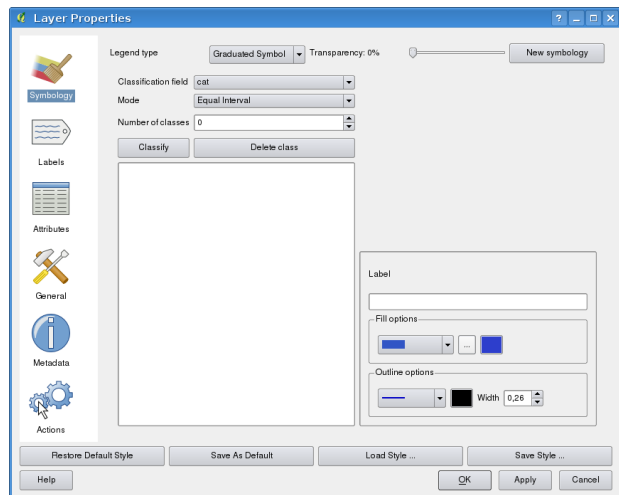 Layer Properties
Legend type Graduated Symbol Transparency: 0% New symbology
Symbology
Classification field cat
Mode Equal Interval
Number of classes 0
Classify Delete class
Labels
Attributes
General
Metadata
Actions
Label
Fill options
...
Outline options
Width 0,26
Restore Default Style Save As Default Load Style ... Save Style ...
Help OK Apply Cancel